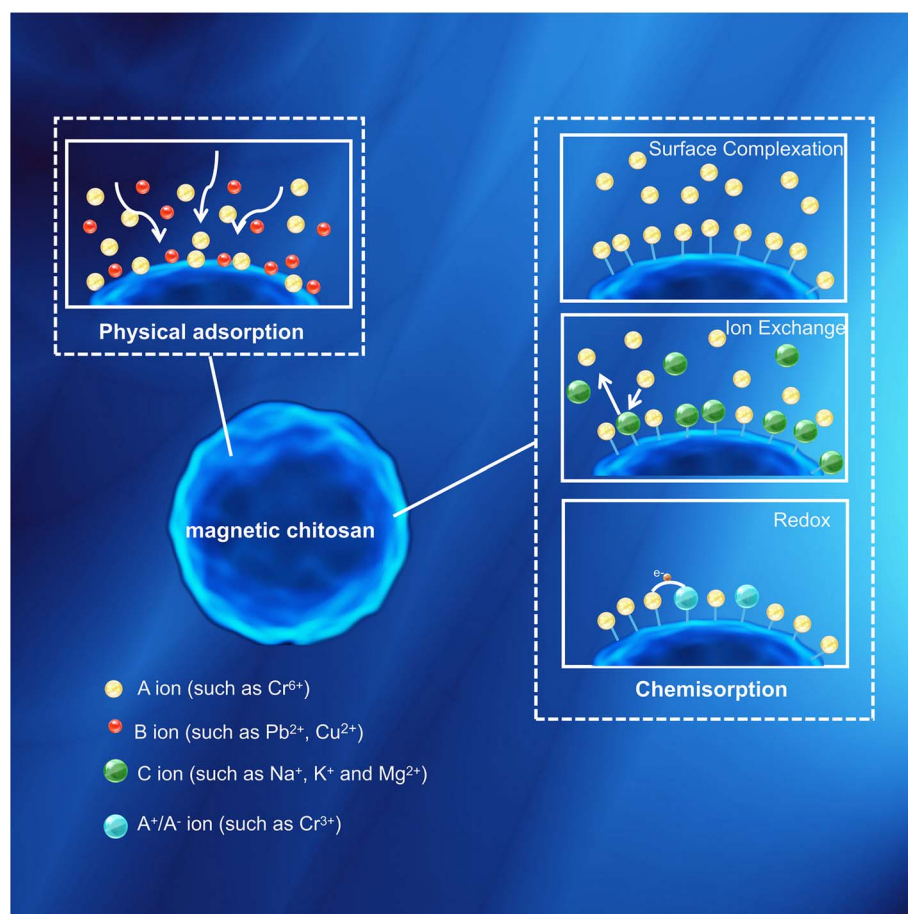 Surface Complexation
Physical adsorption
Ion Exchange
magnetic chitosan
Redox
e-
Chemisorption
A ion (such as Cr⁶⁺)
B ion (such as Pb²⁺, Cu²⁺)
C ion (such as Na⁺, K⁺ and Mg²⁺)
A⁺/A⁻ ion (such as Cr³⁺)